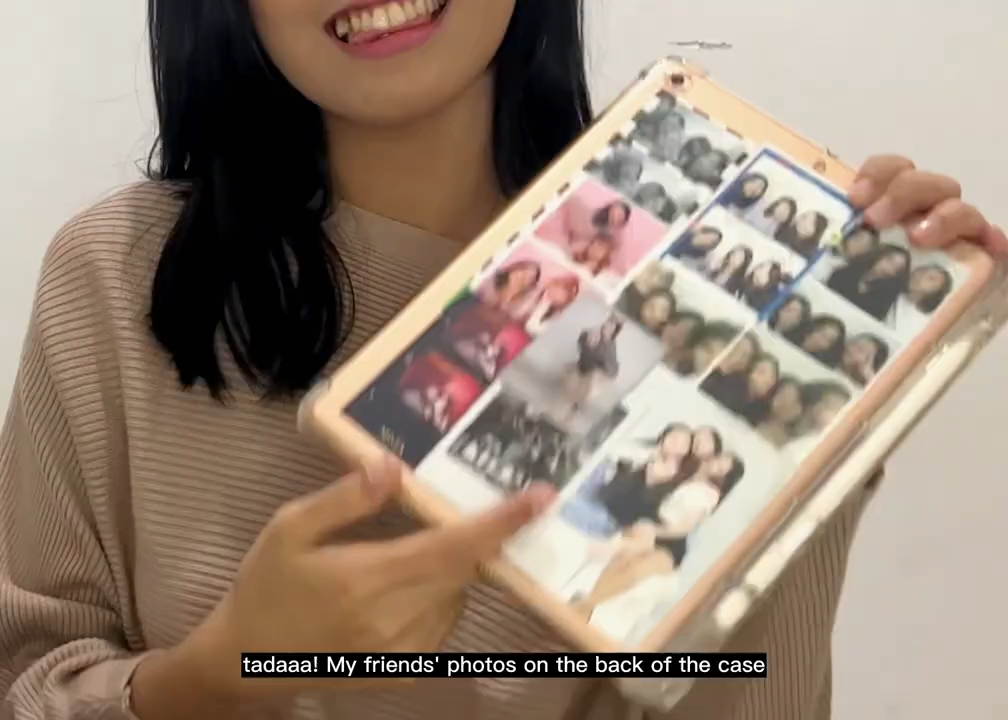 tadaaa! My friends' photos on the back of the case